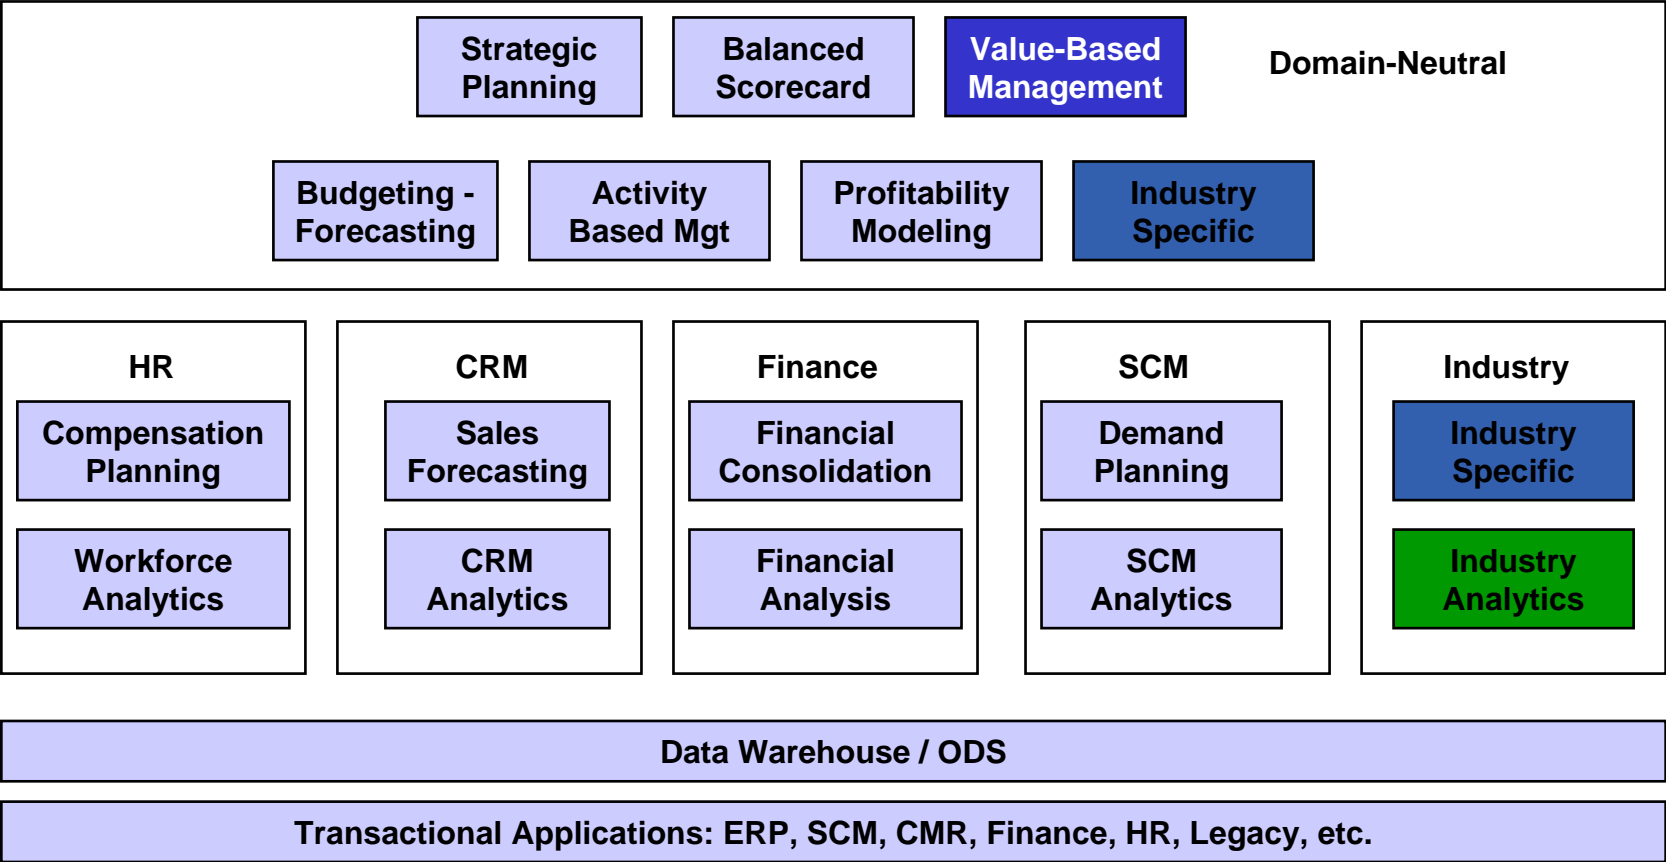 Strategic
Planning
Balanced
Scorecard
Value-Based
Management
Domain-Neutral
Budgeting -
Forecasting
Activity
Based Mgt
Profitability
Modeling
Industry
Specific
HR
Compensation
Planning
Workforce
Analytics
CRM
Sales
Forecasting
CRM
Analytics
Finance
Financial
Consolidation
Financial
Analysis
SCM
Demand
Planning
SCM
Analytics
Industry
Industry
Specific
Industry
Analytics
Data Warehouse / ODS
Transactional Applications: ERP, SCM, CMR, Finance, HR, Legacy, etc.